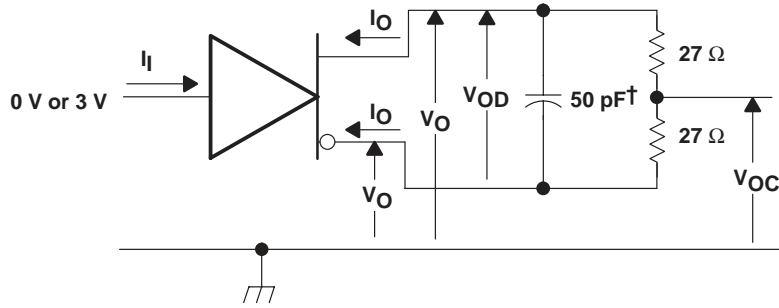 I_O
I_I
27 Ω
0 V or 3 V
V_OD
50 pF†
I_O
V_O
27 Ω
V_O
V_OC